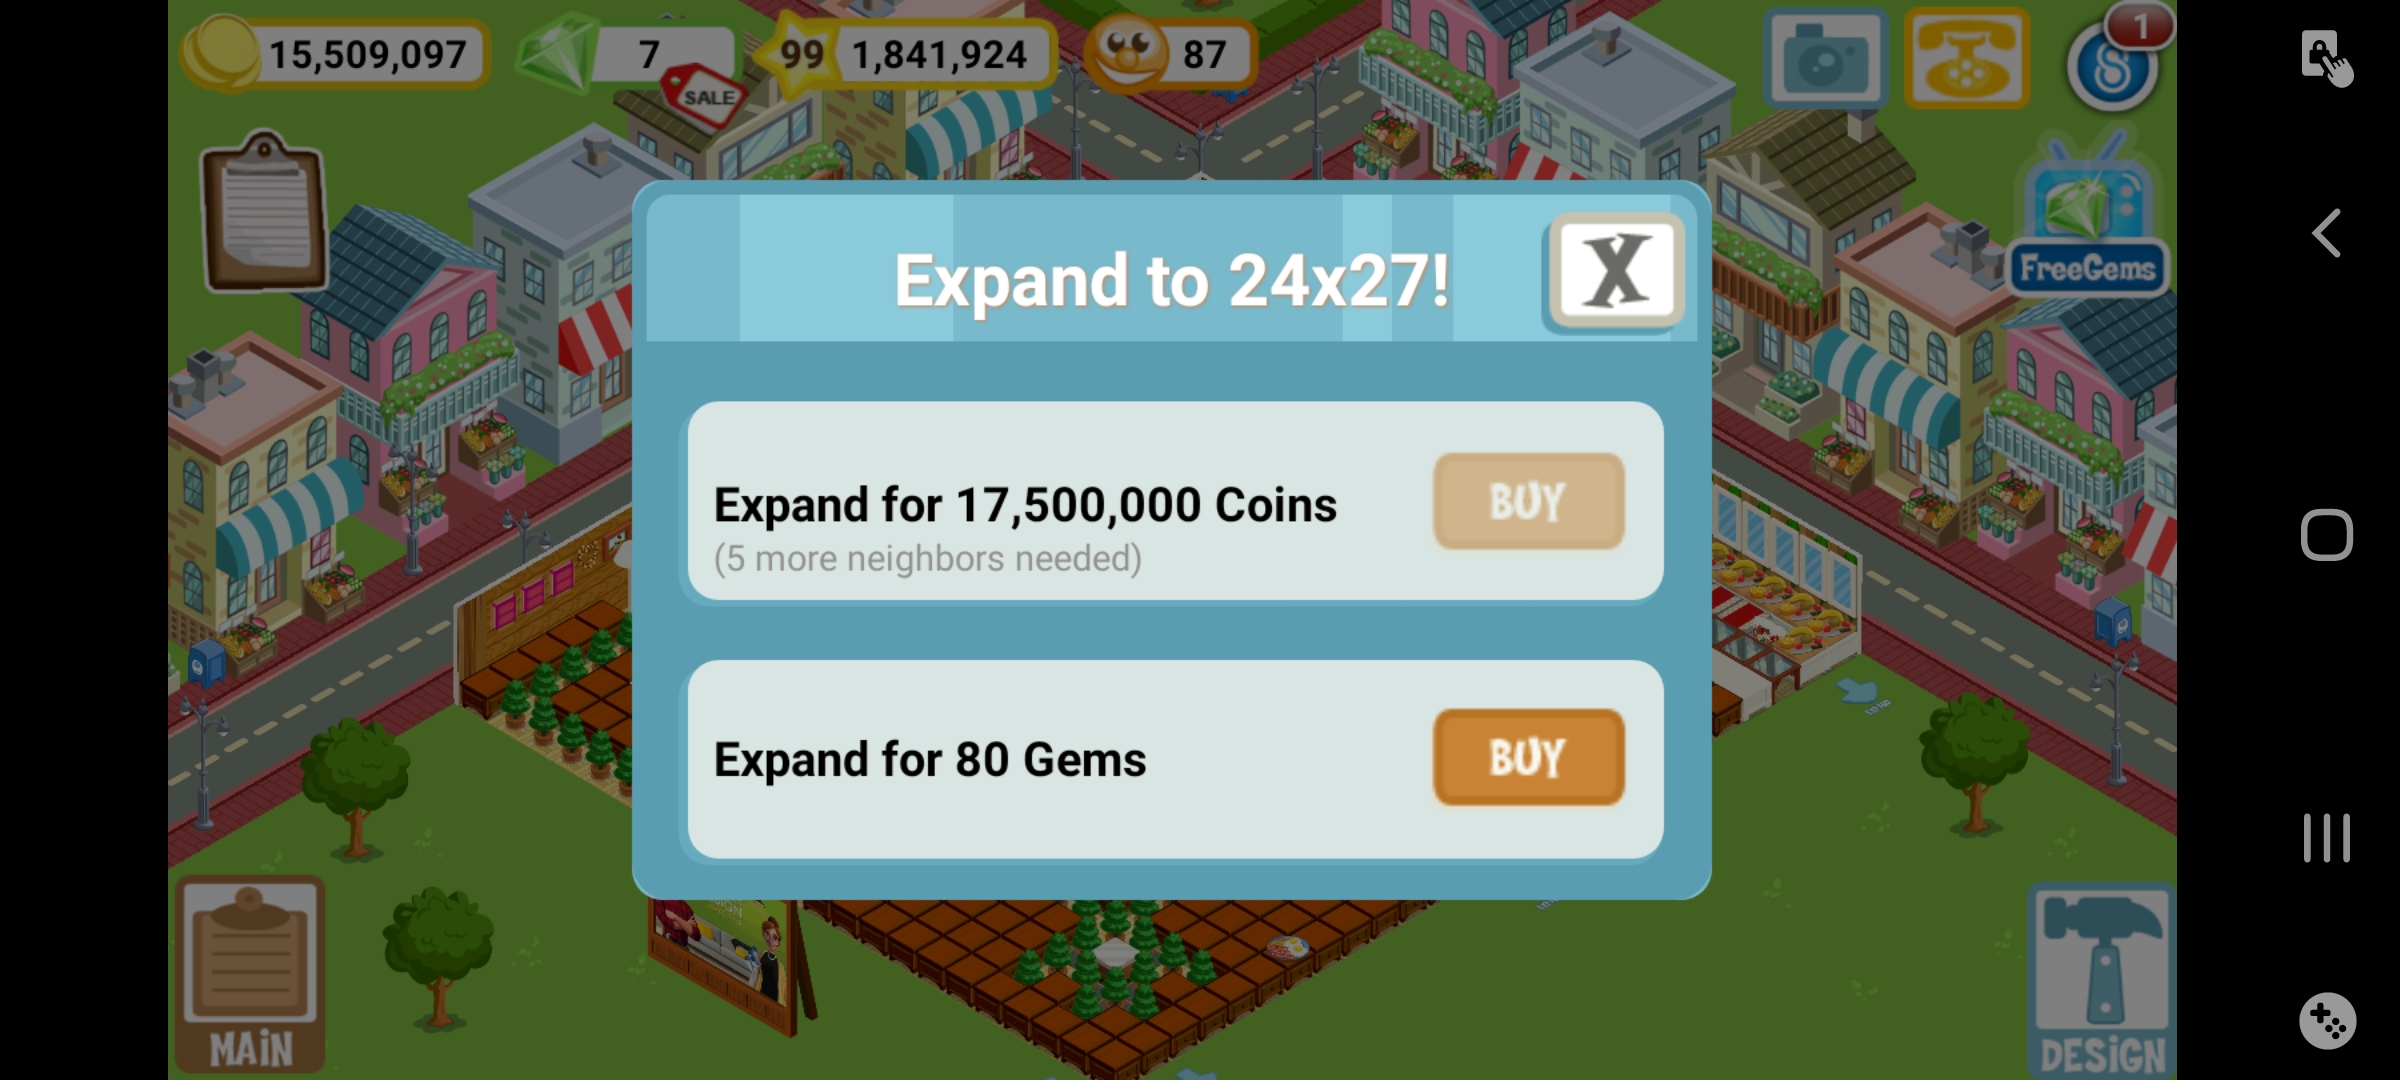 15,509,097
7
SALE
99
1,841,924
87
1
FreeGems
Expand to 24x27!
X
Expand for 17,500,000 Coins
(5 more neighbors needed)
BUY
Expand for 80 Gems
BUY
MAiN
DESiGN